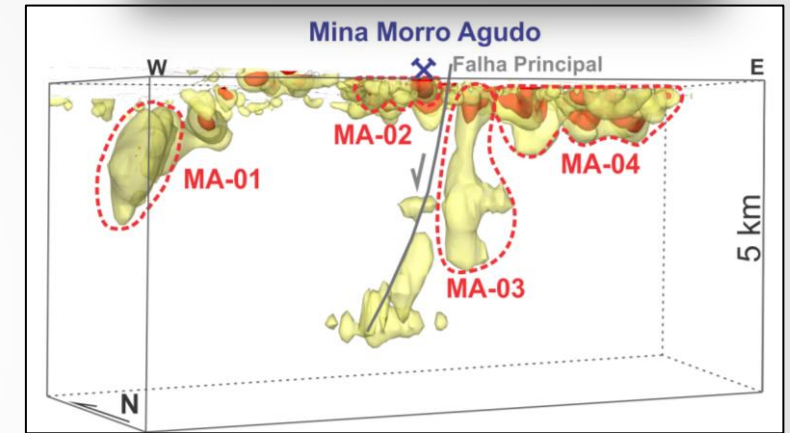 Mina Morro Agudo
W
Falha Principal
E
MA-02
MA-01
MA-04
5 km
MA-03
N